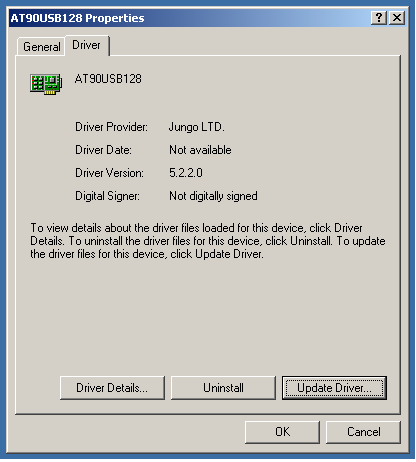 AT90USB128 Properties
General
Driver
AT90USB128
Driver Provider: Jungo LTD.
Driver Date: Not available
Driver Version: 5.2.2.0
Digital Signer: Not digitally signed
To view details about the driver files loaded for this device, click Driver
Details. To uninstall the driver files for this device, click Uninstall. To update
the driver files for this device, click Update Driver.
Driver Details...
Uninstall
Update Driver...
OK
Cancel